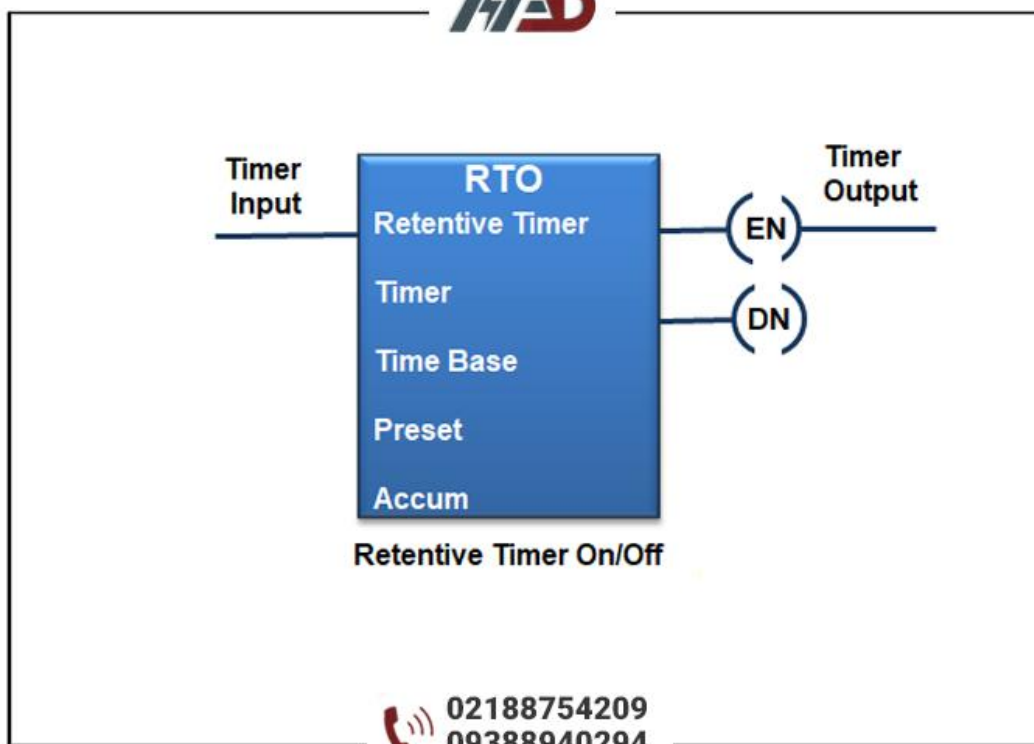 Timer
Input
RTO
Retentive Timer
Timer
Time Base
Preset
Accum
EN
DN
Timer
Output
Retentive Timer On/Off
02188754209
09388940294